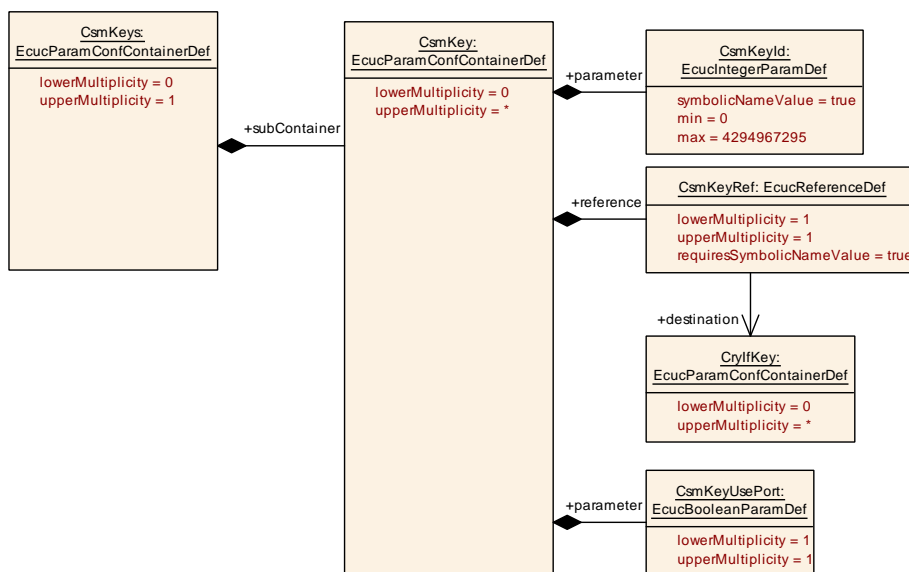 CsmKeys:
EcucParamConfContainerDef
lowerMultiplicity = 0
upperMultiplicity = 1
+subContainer
CsmKey:
EcucParamConfContainerDef
lowerMultiplicity = 0
upperMultiplicity = *
+parameter
CsmKeyId:
EcucIntegerParamDef
symbolicNameValue = true
min = 0
max = 4294967295
+reference
CsmKeyRef: EcucReferenceDef
lowerMultiplicity = 1
upperMultiplicity = 1
requiresSymbolicNameValue = true
+destination
CryIfKey:
EcucParamConfContainerDef
lowerMultiplicity = 0
upperMultiplicity = *
+parameter
CsmKeyUsePort:
EcucBooleanParamDef
lowerMultiplicity = 1
upperMultiplicity = 1